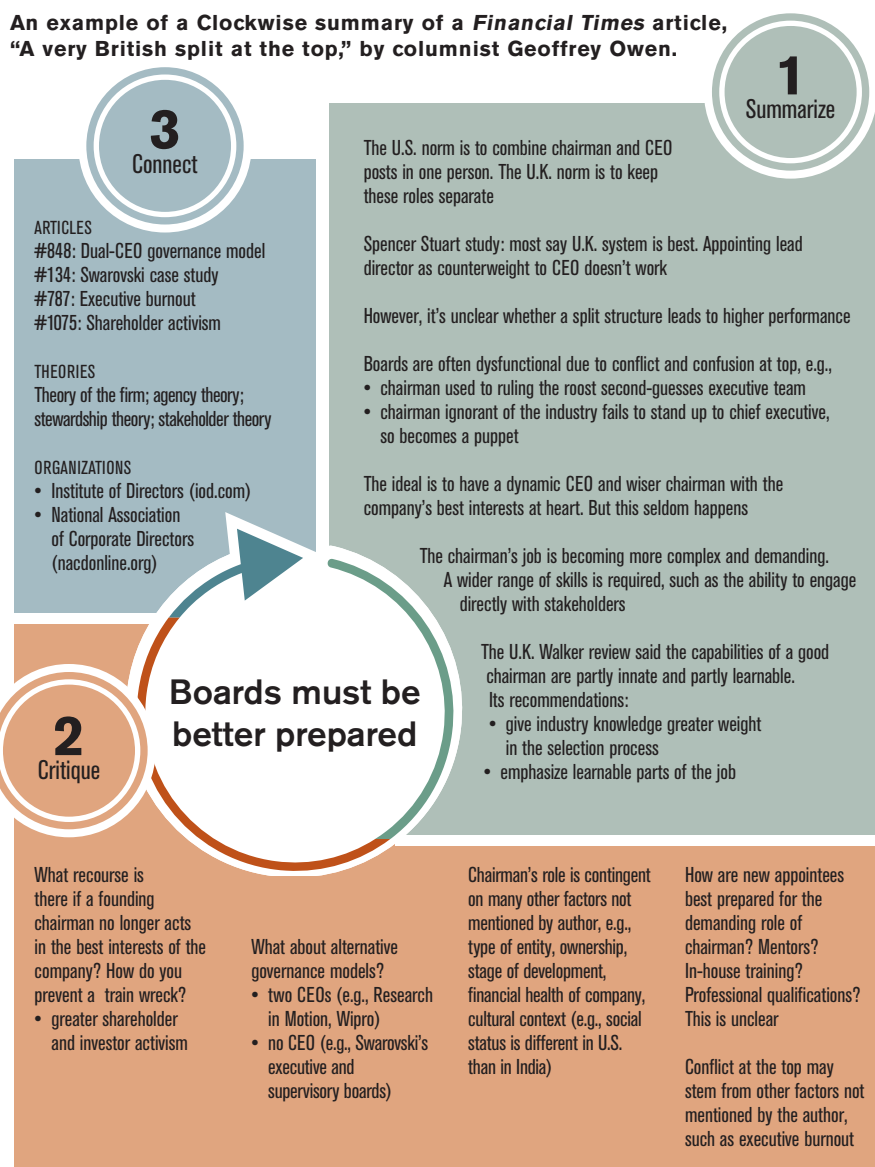 An example of a Clockwise summary of a Financial Times article,
“A very British split at the top,” by columnist Geoffrey Owen.
1
Summarize
The U.S. norm is to combine chairman and CEO
posts in one person. The U.K. norm is to keep
these roles separate
Spencer Stuart study: most say U.K. system is best. Appointing lead
director as counterweight to CEO doesn’t work
However, it’s unclear whether a split structure leads to higher performance
Boards are often dysfunctional due to conflict and confusion at top, e.g.,
• chairman used to ruling the roost second-guesses executive team
• chairman ignorant of the industry fails to stand up to chief executive,
so becomes a puppet
The ideal is to have a dynamic CEO and wiser chairman with the
company’s best interests at heart. But this seldom happens
The chairman’s job is becoming more complex and demanding.
A wider range of skills is required, such as the ability to engage
directly with stakeholders
The U.K. Walker review said the capabilities of a good
chairman are partly innate and partly learnable.
Its recommendations:
• give industry knowledge greater weight
in the selection process
• emphasize learnable parts of the job
2
Critique
What recourse is
there if a founding
chairman no longer acts
in the best interests of the
company? How do you
prevent a train wreck?
• greater shareholder
and investor activism
What about alternative
governance models?
• two CEOs (e.g., Research
in Motion, Wipro)
• no CEO (e.g., Swarovski’s
executive and
supervisory boards)
Chairman’s role is contingent
on many other factors not
mentioned by author, e.g.,
type of entity, ownership,
stage of development,
financial health of company,
cultural context (e.g., social
status is different in U.S.
than in India)
How are new appointees
best prepared for the
demanding role of
chairman? Mentors?
In-house training?
Professional qualifications?
This is unclear
Conflict at the top may
stem from other factors not
mentioned by the author,
such as executive burnout
3
Connect
ARTICLES
#848: Dual-CEO governance model
#134: Swarovski case study
#787: Executive burnout
#1075: Shareholder activism
THEORIES
Theory of the firm; agency theory;
stewardship theory; stakeholder theory
ORGANIZATIONS
• Institute of Directors (iod.com)
• National Association
of Corporate Directors
(nacdonline.org)
Boards must be
better prepared